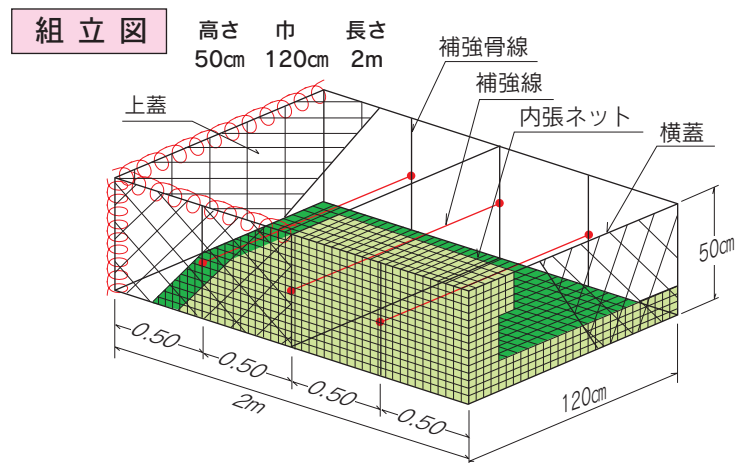 組立図
高さ 巾 長さ
50㎝ 120㎝ 2m
補強骨線
補強線
内張ネット
横蓋
上蓋
50㎝
0.50
0.50
0.50
0.50
2m
120㎝